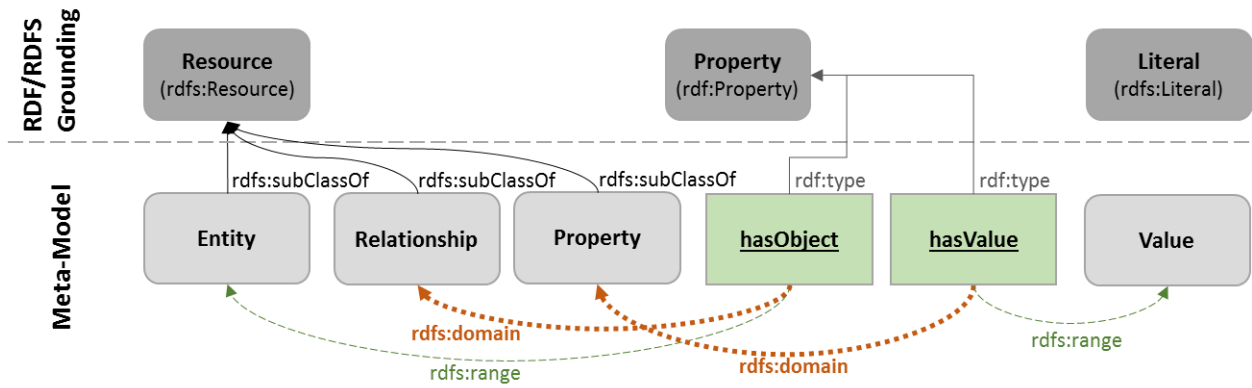 RDF/RDFS
Grounding
Resource
(rdfs:Resource)
Property
(rdf:Property)
Literal
(rdfs:Literal)
Meta-Model
rdfs:subClassOf
rdfs:subClassOf
rdfs:subClassOf
rdf:type
rdf:type
Entity
Relationship
Property
hasObject
hasValue
Value
rdfs:domain
rdfs:range
rdfs:domain
rdfs:range